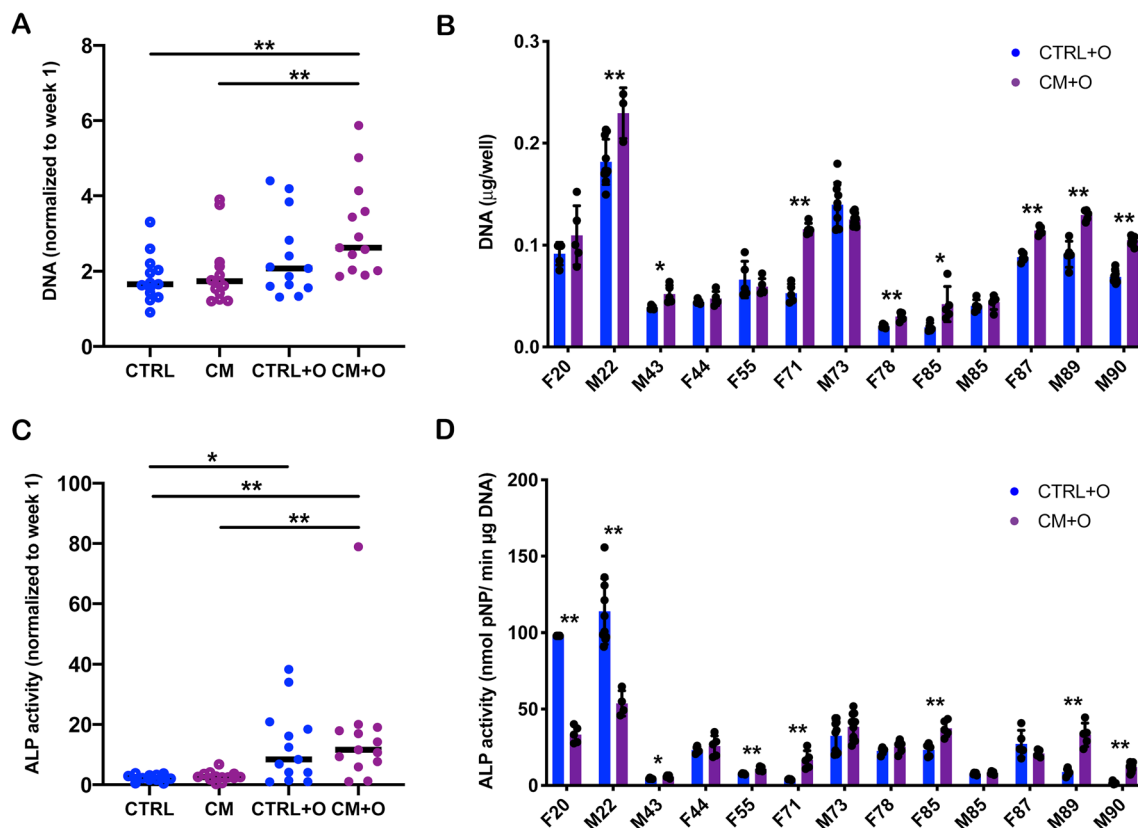 A
DNA (normalized to week 1)
8
6
4
2
0
**
**
CTRL CM CTRL+O CM+O
B
DNA (μg/well)
0.3
0.2
0.1
0.0
CTRL+O
CM+O
** * ** ** * ** ** **
F20 M22 M43 F44 F55 F71 M73 F78 F85 M85 F87 M89 M90
C
ALP activity (normalized to week 1)
100
80
60
40
20
0
*
**
**
CTRL CM CTRL+O CM+O
D
ALP activity (nmol pNP/ min μg DNA)
200
150
100
50
0
CTRL+O
CM+O
** ** * ** ** ** ** **
F20 M22 M43 F44 F55 F71 M73 F78 F85 M85 F87 M89 M90